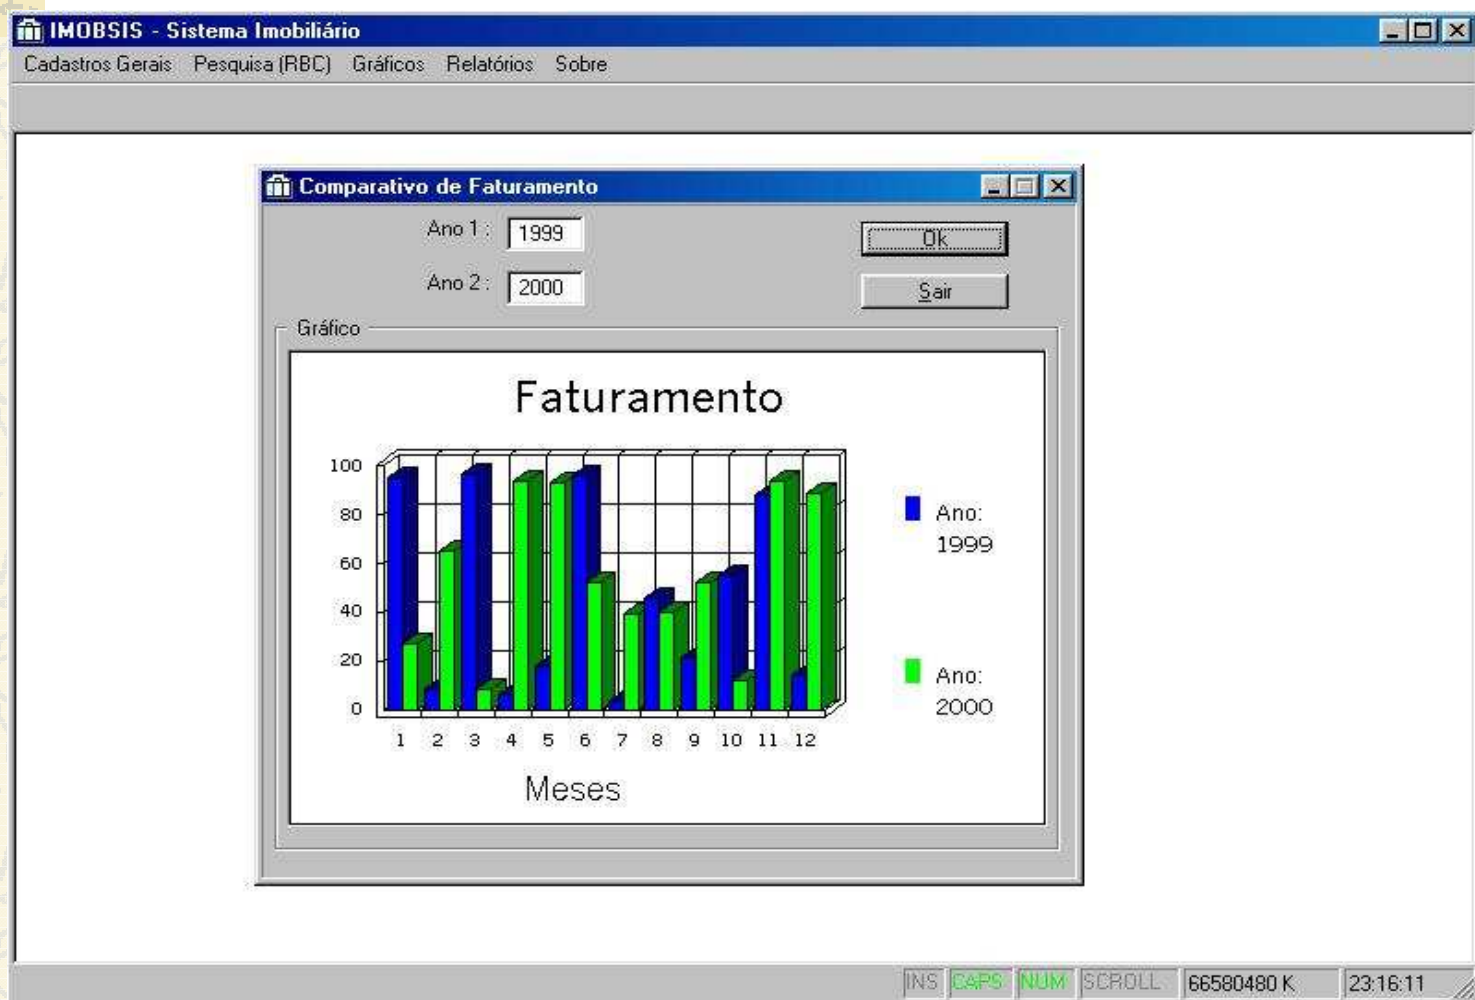 IMOBSIS - Sistema Imobiliário
Cadastros Gerais Pesquisa (RBC) Gráficos Relatórios Sobre
Comparativo de Faturamento
Ano 1 : 1999
Ok
Ano 2 : 2000
Sair
Gráfico
Faturamento
100
80
60
40
20
0
1 2 3 4 5 6 7 8 9 10 11 12
Meses
Ano:
1999
Ano:
2000
INS CAPS NUM SCROLL 66580480 K 23:16:11